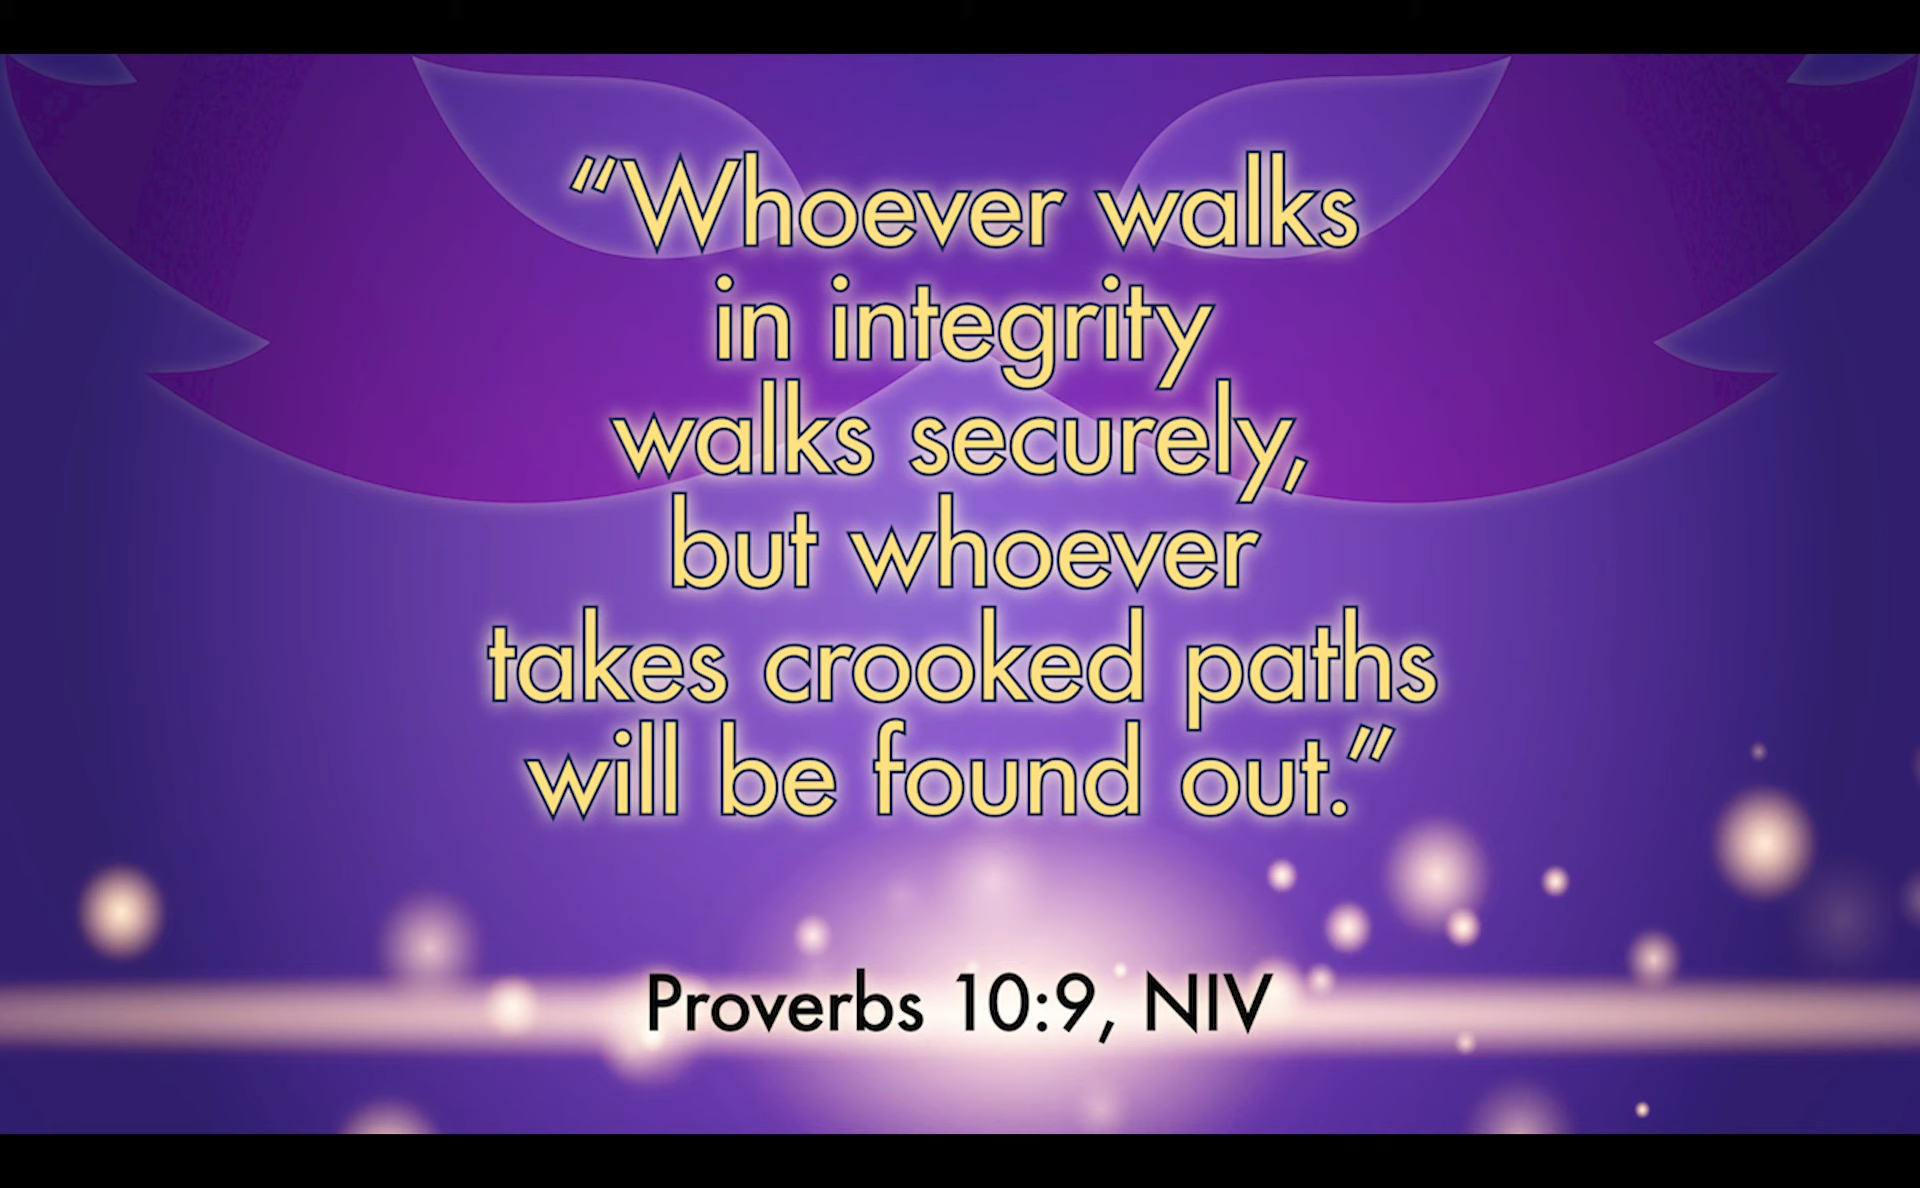 “Whoever walks
in integrity
walks securely,
but whoever
takes crooked paths
will be found out.”
Proverbs 10:9, NIV